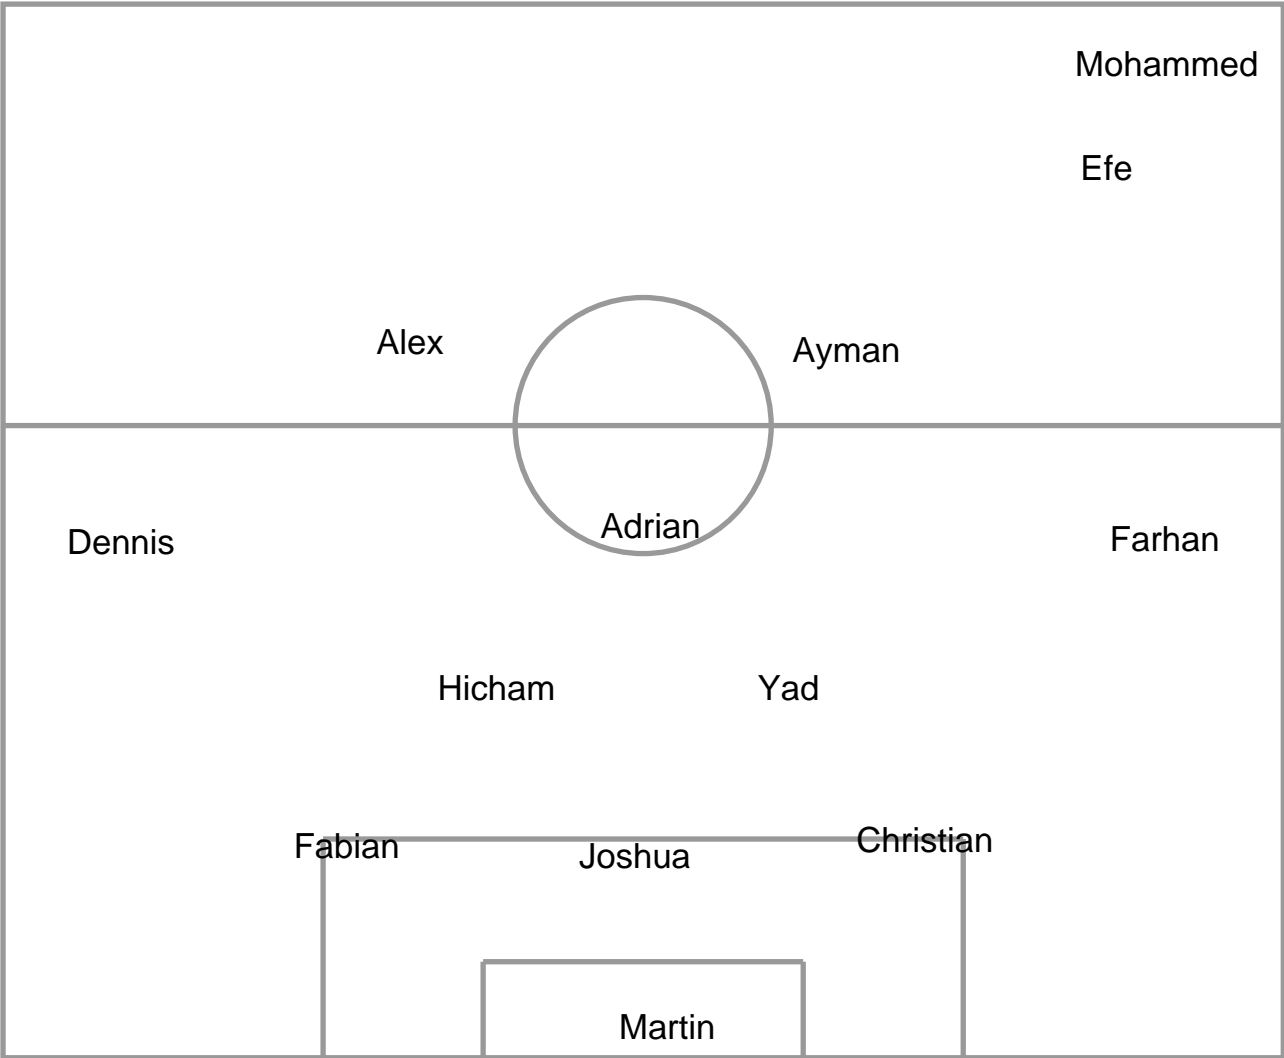 Mohammed
Efe
Alex
Ayman
Dennis
Adrian
Farhan
Hicham
Yad
Fabian
Joshua
Christian
Martin